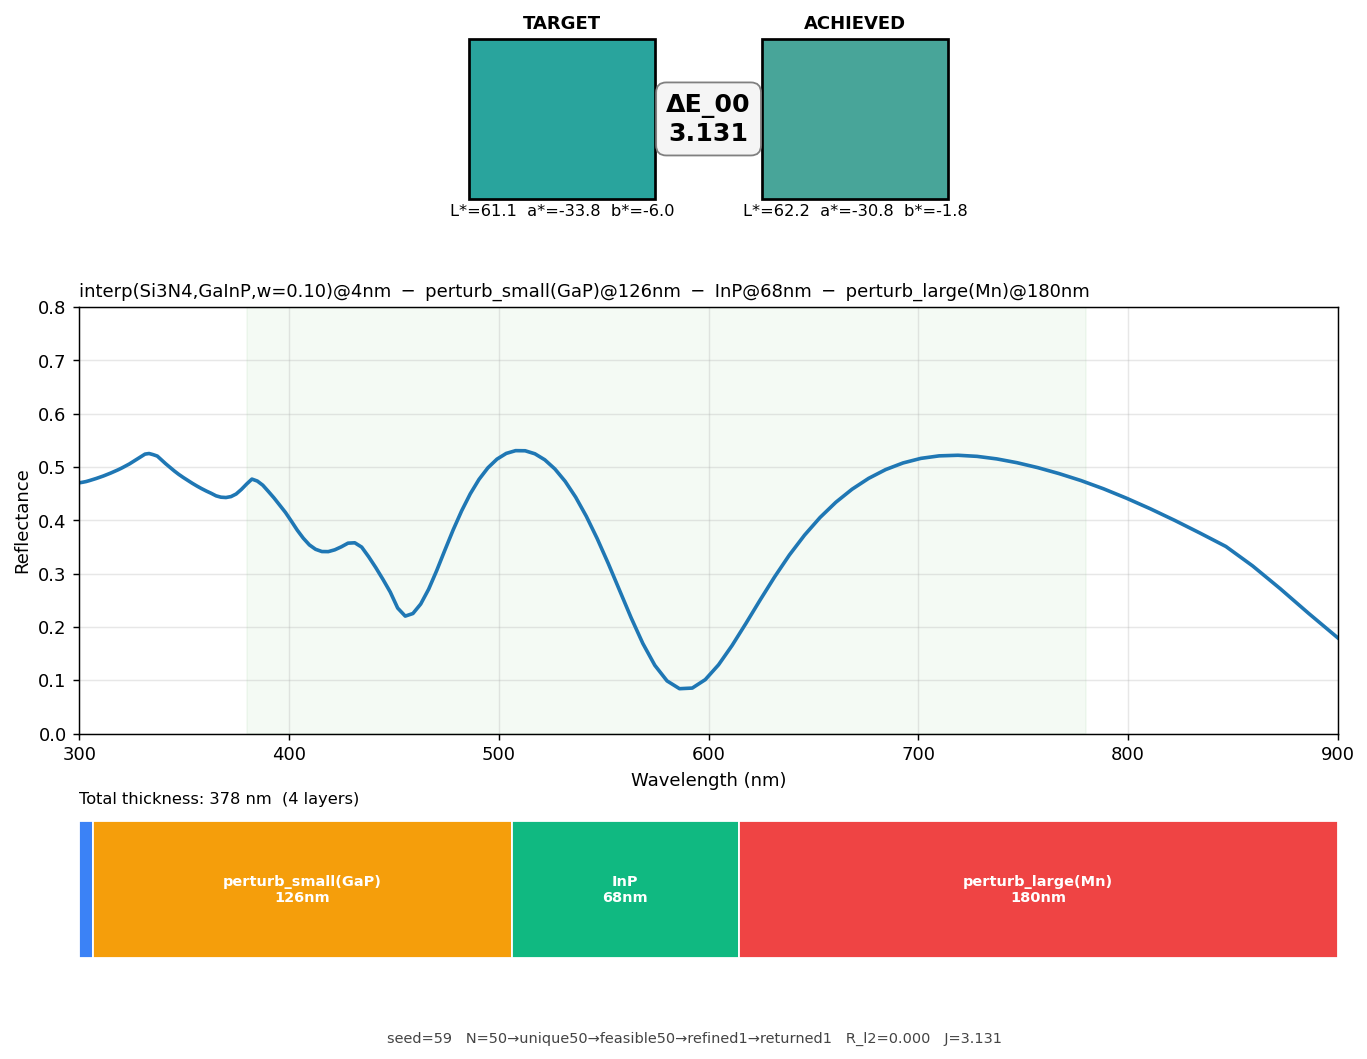 TARGET
ACHIEVED
ΔE_00
3.131
L*=61.1  a*=-33.8  b*=-6.0
L*=62.2  a*=-30.8  b*=-1.8
interp(Si3N4,GaInP,w=0.10)@4nm − perturb_small(GaP)@126nm − InP@68nm − perturb_large(Mn)@180nm
0.8
0.7
0.6
0.5
0.4
0.3
0.2
0.1
0.0
Reflectance
300 400 500 600 700 800 900
Wavelength (nm)
Total thickness: 378 nm  (4 layers)
perturb_small(GaP)
126nm
InP
68nm
perturb_large(Mn)
180nm
seed=59   N=50→unique50→feasible50→refined1→returned1   R_l2=0.000   J=3.131